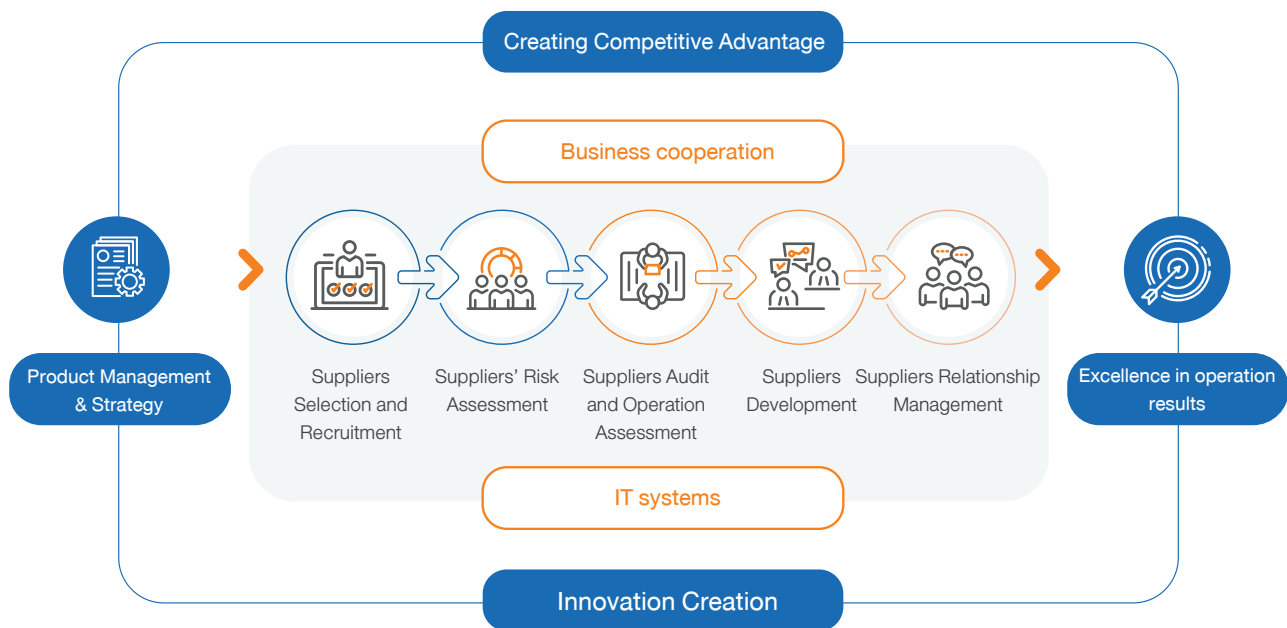 Creating Competitive Advantage
Business cooperation
Product Management
& Strategy
Suppliers
Selection and
Recruitment
Suppliers' Risk
Assessment
Suppliers Audit
and Operation
Assessment
Suppliers
Development
Suppliers Relationship
Management
Excellence in operation
results
IT systems
Innovation Creation